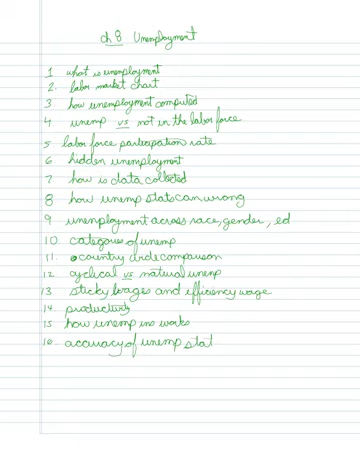 ch 8 Unemployment
1 what is unemployment
2. labor market chart
3 how unemployment computed
4 unemp vs not in the labor force
5 labor force participation rate
6. hidden unemployment
7. how is data collected
8 how unemp stats can wrong
9 unemployment across race, gender, ed
10 categories of unemp
11. country wide comparison
12 cyclical vs natural unemp
13. sticky wages and efficiency wage
14 productivity
15 how unemp ins works
16. accuracy of unemp stat